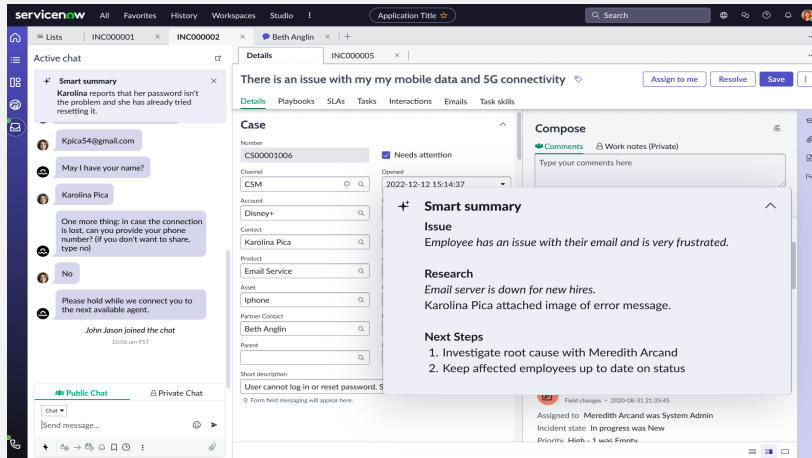 servicenow
All
Favorites
History
Workspaces
Studio
Application Title
Search
Lists
INC000001
INC000002
Beth Anglin
Active chat
Smart summary
Karolina reports that her password isn't
the problem and she has already tried
resetting it.
Kpica54@gmail.com
May I have your name?
Karolina Pica
One more thing: in case the connection
is lost, can you provide your phone
number? (if you don't want to share,
type no)
No
Please hold while we connect you to
the next available agent.
John Jason joined the chat
10:06 am PST
Public Chat
Private Chat
Chat
Send message...
Details
INC000005
There is an issue with my my mobile data and 5G connectivity
Assign to me
Resolve
Save
Details
Playbooks
SLAs
Tasks
Interactions
Emails
Task skills
Case
Number
CS00001006
Needs attention
Channel
CSM
Opened
2022-12-12 15:14:37
Account
Disney+
Contact
Karolina Pica
Product
Email Service
Asset
Iphone
Partner Contact
Beth Anglin
Parent
Short description
User cannot log in or reset password. S
Form field messaging will appear here.
Compose
Comments
Work notes (Private)
Type your comments here
Smart summary
Issue
Employee has an issue with their email and is very frustrated.
Research
Email server is down for new hires.
Karolina Pica attached image of error message.
Next Steps
1. Investigate root cause with Meredith Arcand
2. Keep affected employees up to date on status
Field changes • 2020-08-31 21:35:45
Assigned to Meredith Arcand was System Admin
Incident state In progress was New
Priority High - 1 was Empty